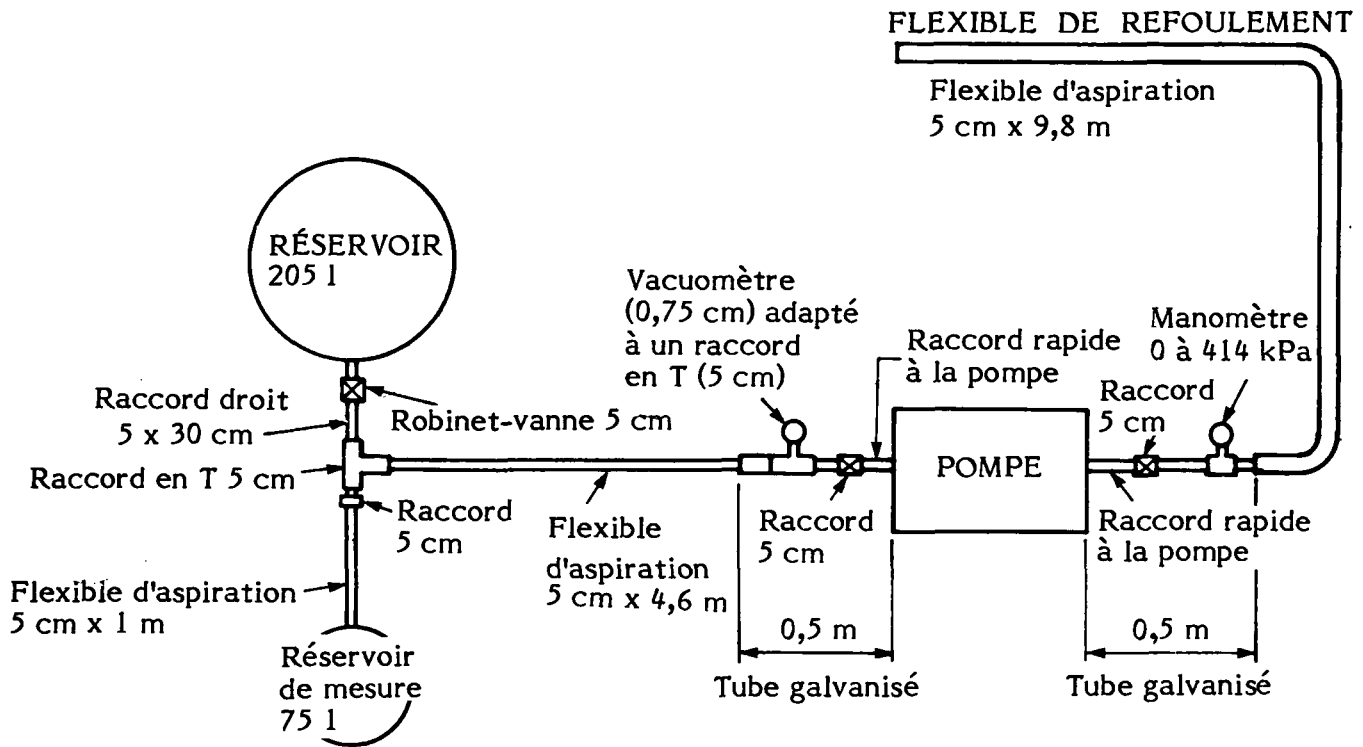 FLEXIBLE DE REFOULEMENT
Flexible d'aspiration
5 cm x 9,8 m
RÉSERVOIR
205 l
Vacuomètre
(0,75 cm) adapté
à un raccord
en T (5 cm)
Raccord rapide
à la pompe
Manomètre
0 à 414 kPa
Raccord
5 cm
Raccord droit
5 x 30 cm
Robinet-vanne 5 cm
Raccord en T 5 cm
POMPE
Raccord
5 cm
Flexible
d'aspiration
5 cm x 4,6 m
Raccord
5 cm
Raccord rapide
à la pompe
Flexible d'aspiration
5 cm x 1 m
0,5 m
0,5 m
Réservoir
de mesure
75 l
Tube galvanisé
Tube galvanisé